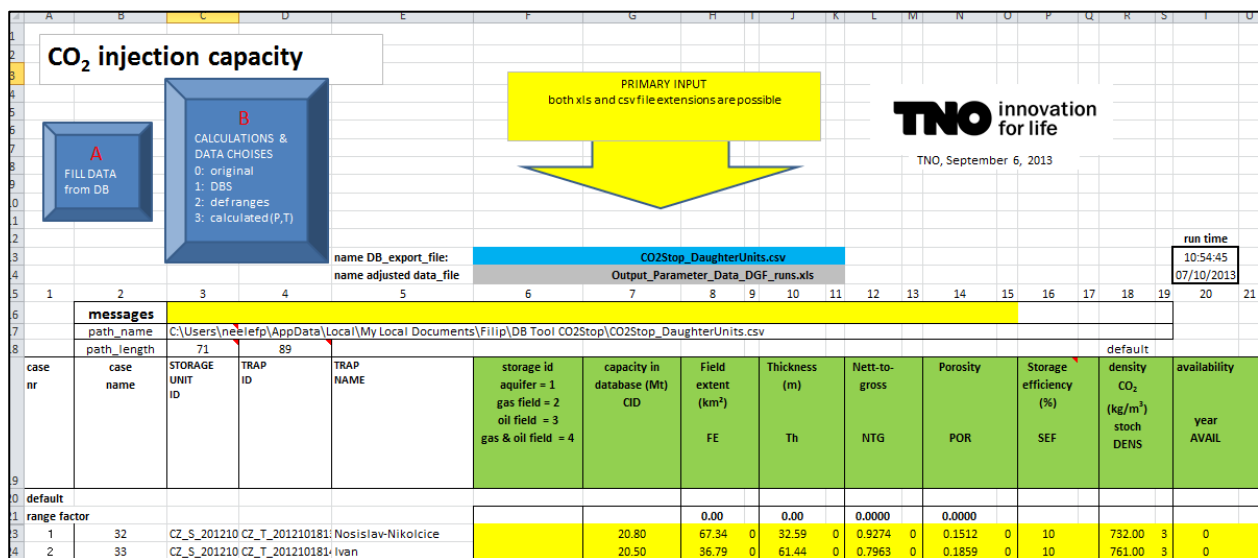 A B C D E F G H I J K L M N O P Q R S T U
CO2 injection capacity
A
FILL DATA
from DB
B
CALCULATIONS &
DATA CHOISES
0: original
1: DBS
2: def ranges
3: calculated(P,T)
PRIMARY INPUT
both xls and csv file extensions are possible
TNO innovation
for life
TNO, September 6, 2013
run time
name DB_export_file: CO2Stop_DaughterUnits.csv 10:54:45
name adjusted data_file Output_Parameter_Data_DGF_runs.xls 07/10/2013
1 2 3 4 5 6 7 8 9 10 11 12 13 14 15 16 17 18 19 20 21
messages
path_name C:\Users\neelefp\AppData\Local\My Local Documents\Filip\DB Tool CO2Stop\CO2Stop_DaughterUnits.csv
path_length 71 89 default
case nr
case name
STORAGE UNIT ID
TRAP ID
TRAP NAME
storage id aquifer = 1 gas field = 2 oil field = 3 gas & oil field = 4
capacity in database (Mt) CID
Field extent (km²) FE
Thickness (m) Th
Nett-to-gross NTG
Porosity POR
Storage efficiency (%) SEF
density CO2 (kg/m³) stoch DENS
availability year AVAIL
default
range factor 0.00 0.00 0.0000 0.0000
1 32 CZ_S_201210 CZ_T_201210181 Nosislav-Nikolcice 20.80 67.34 0 32.59 0 0.9274 0 0.1512 0 10 732.00 3 0
2 33 CZ_S_201210 CZ_T_201210181 Ivan 20.50 36.79 0 61.44 0 0.7963 0 0.1859 0 10 761.00 3 0